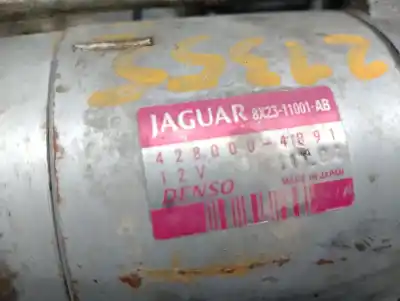 JAGUAR 8X23-11001-AB
428000-4891
12V
DENSO MADE IN JAPAN